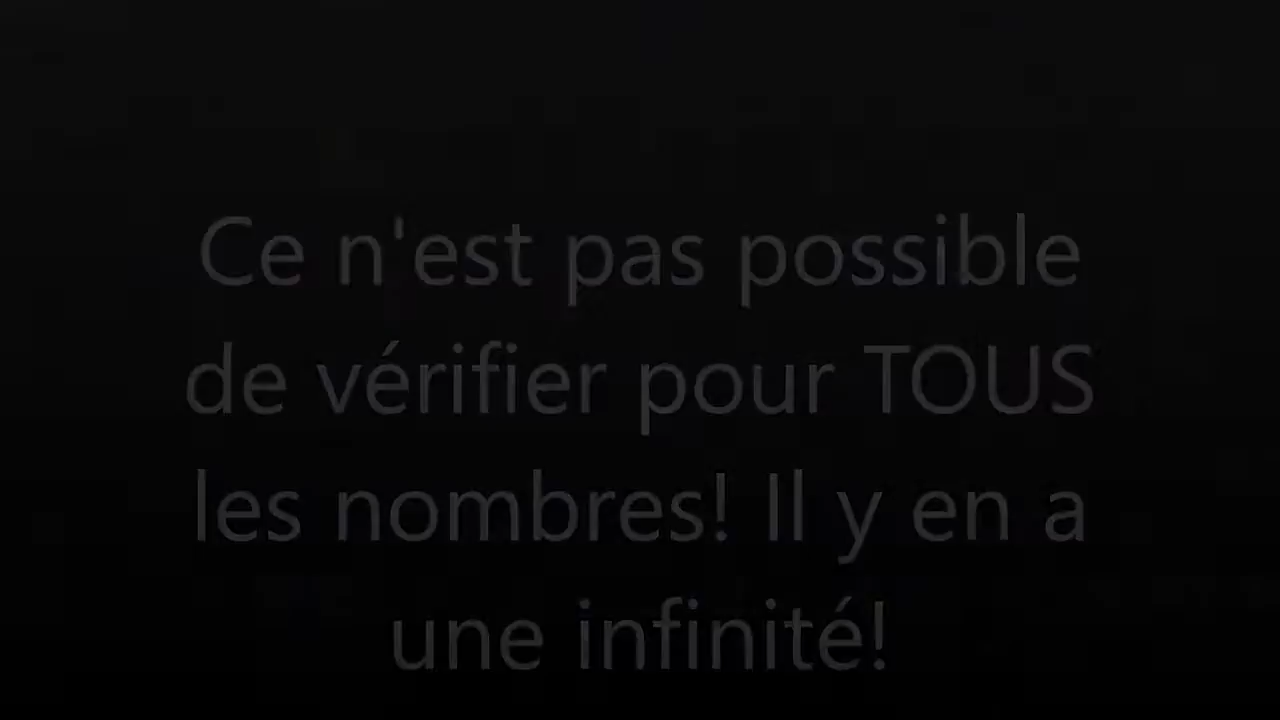 Ce n'est pas possible
de vérifier pour TOUS
les nombres! Il y en a
une infinité!